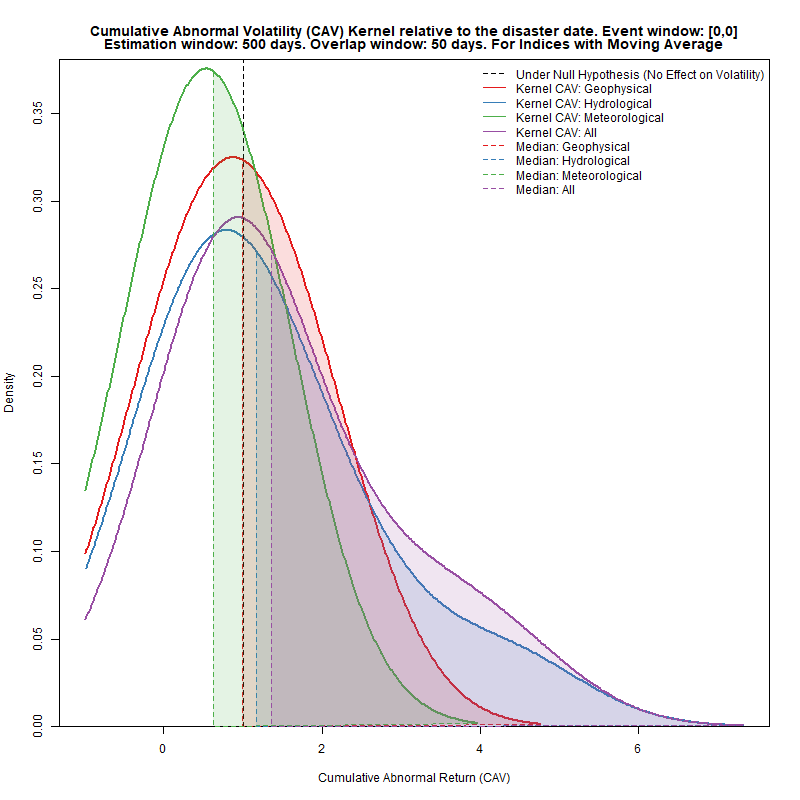 Cumulative Abnormal Volatility (CAV) Kernel relative to the disaster date. Event window: [0,0]
Estimation window: 500 days. Overlap window: 50 days. For Indices with Moving Average
Under Null Hypothesis (No Effect on Volatility)
Kernel CAV: Geophysical
Kernel CAV: Hydrological
Kernel CAV: Meteorological
Kernel CAV: All
Median: Geophysical
Median: Hydrological
Median: Meteorological
Median: All
Density
0.35
0.30
0.25
0.20
0.15
0.10
0.05
0.00
0 2 4 6
Cumulative Abnormal Return (CAV)